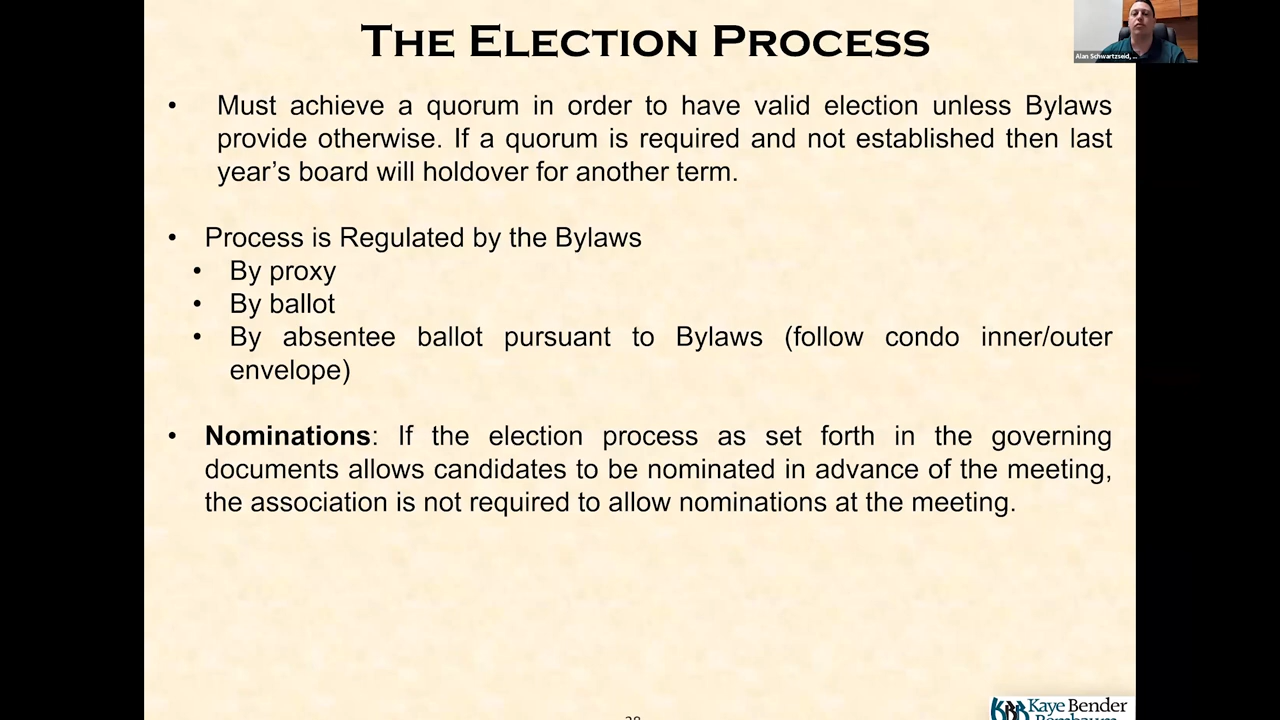 THE ELECTION PROCESS
Alan Schwartzseid, ...
• Must achieve a quorum in order to have valid election unless Bylaws
provide otherwise. If a quorum is required and not established then last
year’s board will holdover for another term.
• Process is Regulated by the Bylaws
• By proxy
• By ballot
• By absentee ballot pursuant to Bylaws (follow condo inner/outer
envelope)
• Nominations: If the election process as set forth in the governing
documents allows candidates to be nominated in advance of the meeting,
the association is not required to allow nominations at the meeting.
KBR Kaye Bender